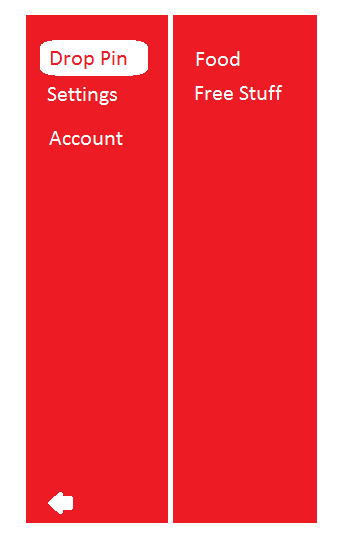 Drop Pin
Settings
Account
Food
Free Stuff